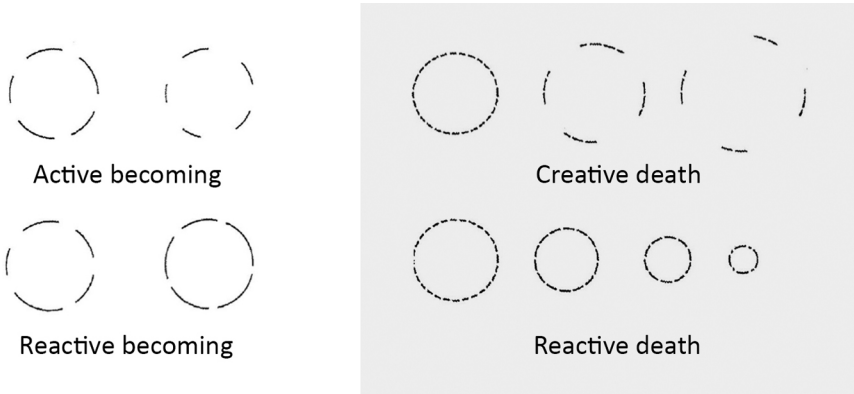 Active becoming
Creative death
Reactive becoming
Reactive death